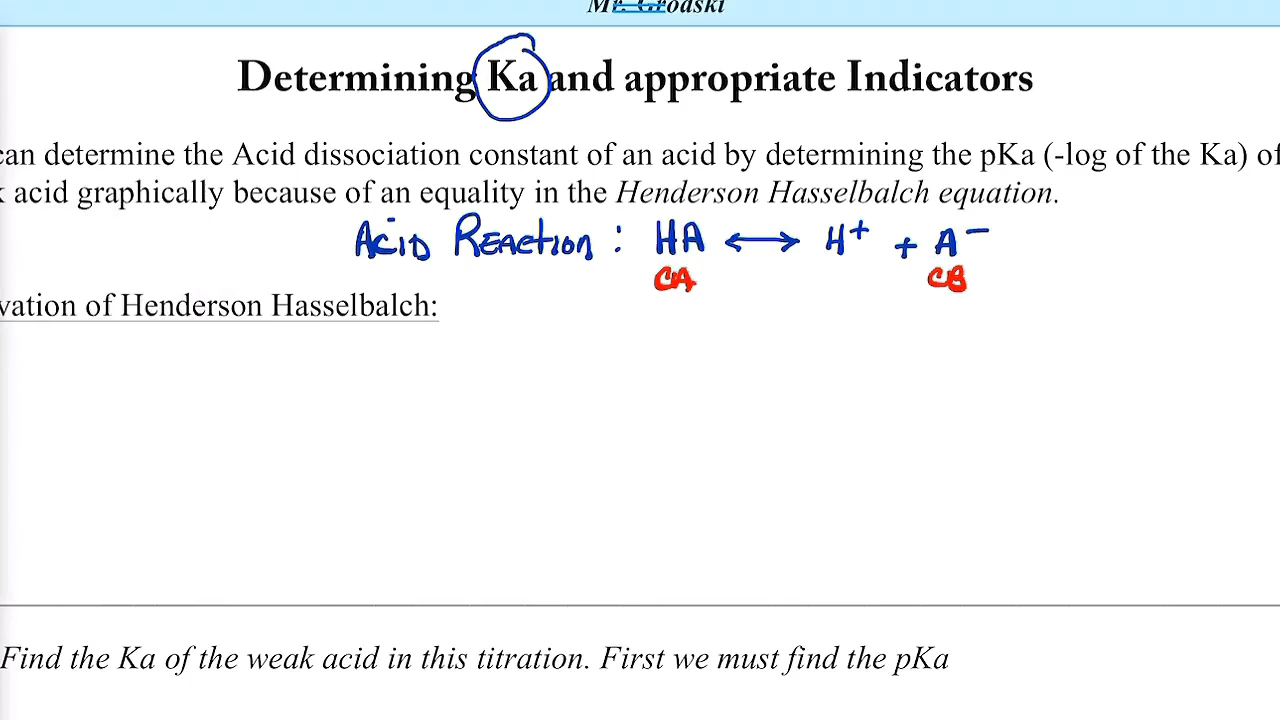 Mr. Grodski
Determining Ka and appropriate Indicators
can determine the Acid dissociation constant of an acid by determining the pKa (-log of the Ka) of
acid graphically because of an equality in the Henderson Hasselbalch equation.
ACID REACTION : HA ⟷ H⁺ + A⁻
CA CB
vation of Henderson Hasselbalch:
Find the Ka of the weak acid in this titration. First we must find the pKa